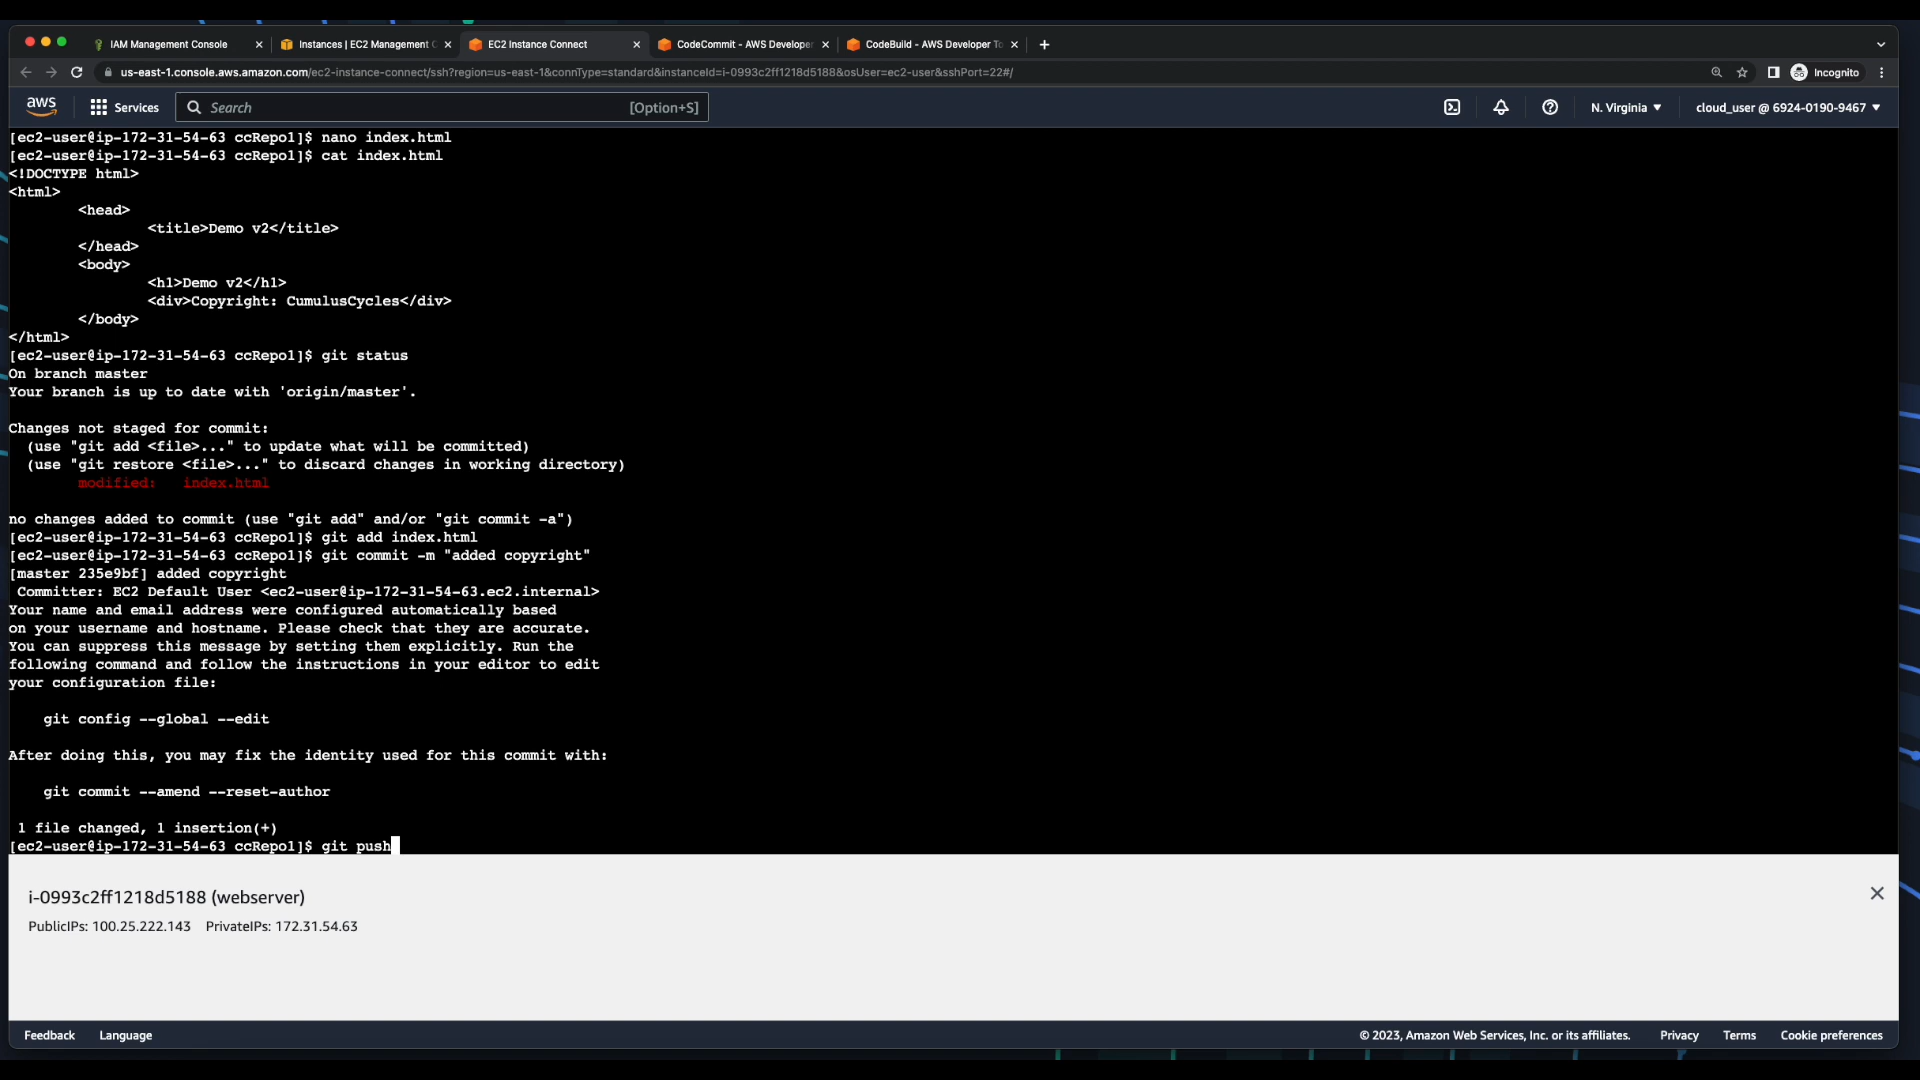 IAM Management Console
Instances | EC2 Management C
EC2 Instance Connect
CodeCommit - AWS Developer
CodeBuild - AWS Developer To
us-east-1.console.aws.amazon.com/ec2-instance-connect/ssh?region=us-east-1&connType=standard&instanceId=i-0993c2ff1218d5188&osUser=ec2-user&sshPort=22#/
Incognito
aws
Services
Search
[Option+S]
N. Virginia
cloud_user @ 6924-0190-9467
[ec2-user@ip-172-31-54-63 ccRepo1]$ nano index.html
[ec2-user@ip-172-31-54-63 ccRepo1]$ cat index.html
<!DOCTYPE html>
<html>
        <head>
                <title>Demo v2</title>
        </head>
        <body>
                <h1>Demo v2</h1>
                <div>Copyright: CumulusCycles</div>
        </body>
</html>
[ec2-user@ip-172-31-54-63 ccRepo1]$ git status
On branch master
Your branch is up to date with 'origin/master'.
Changes not staged for commit:
  (use "git add <file>..." to update what will be committed)
  (use "git restore <file>..." to discard changes in working directory)
        modified:   index.html
no changes added to commit (use "git add" and/or "git commit -a")
[ec2-user@ip-172-31-54-63 ccRepo1]$ git add index.html
[ec2-user@ip-172-31-54-63 ccRepo1]$ git commit -m "added copyright"
[master 235e9bf] added copyright
 Committer: EC2 Default User <ec2-user@ip-172-31-54-63.ec2.internal>
Your name and email address were configured automatically based
on your username and hostname. Please check that they are accurate.
You can suppress this message by setting them explicitly. Run the
following command and follow the instructions in your editor to edit
your configuration file:
    git config --global --edit
After doing this, you may fix the identity used for this commit with:
    git commit --amend --reset-author
 1 file changed, 1 insertion(+)
[ec2-user@ip-172-31-54-63 ccRepo1]$ git push
i-0993c2ff1218d5188 (webserver)
PublicIPs: 100.25.222.143 PrivateIPs: 172.31.54.63
Feedback
Language
© 2023, Amazon Web Services, Inc. or its affiliates.
Privacy
Terms
Cookie preferences